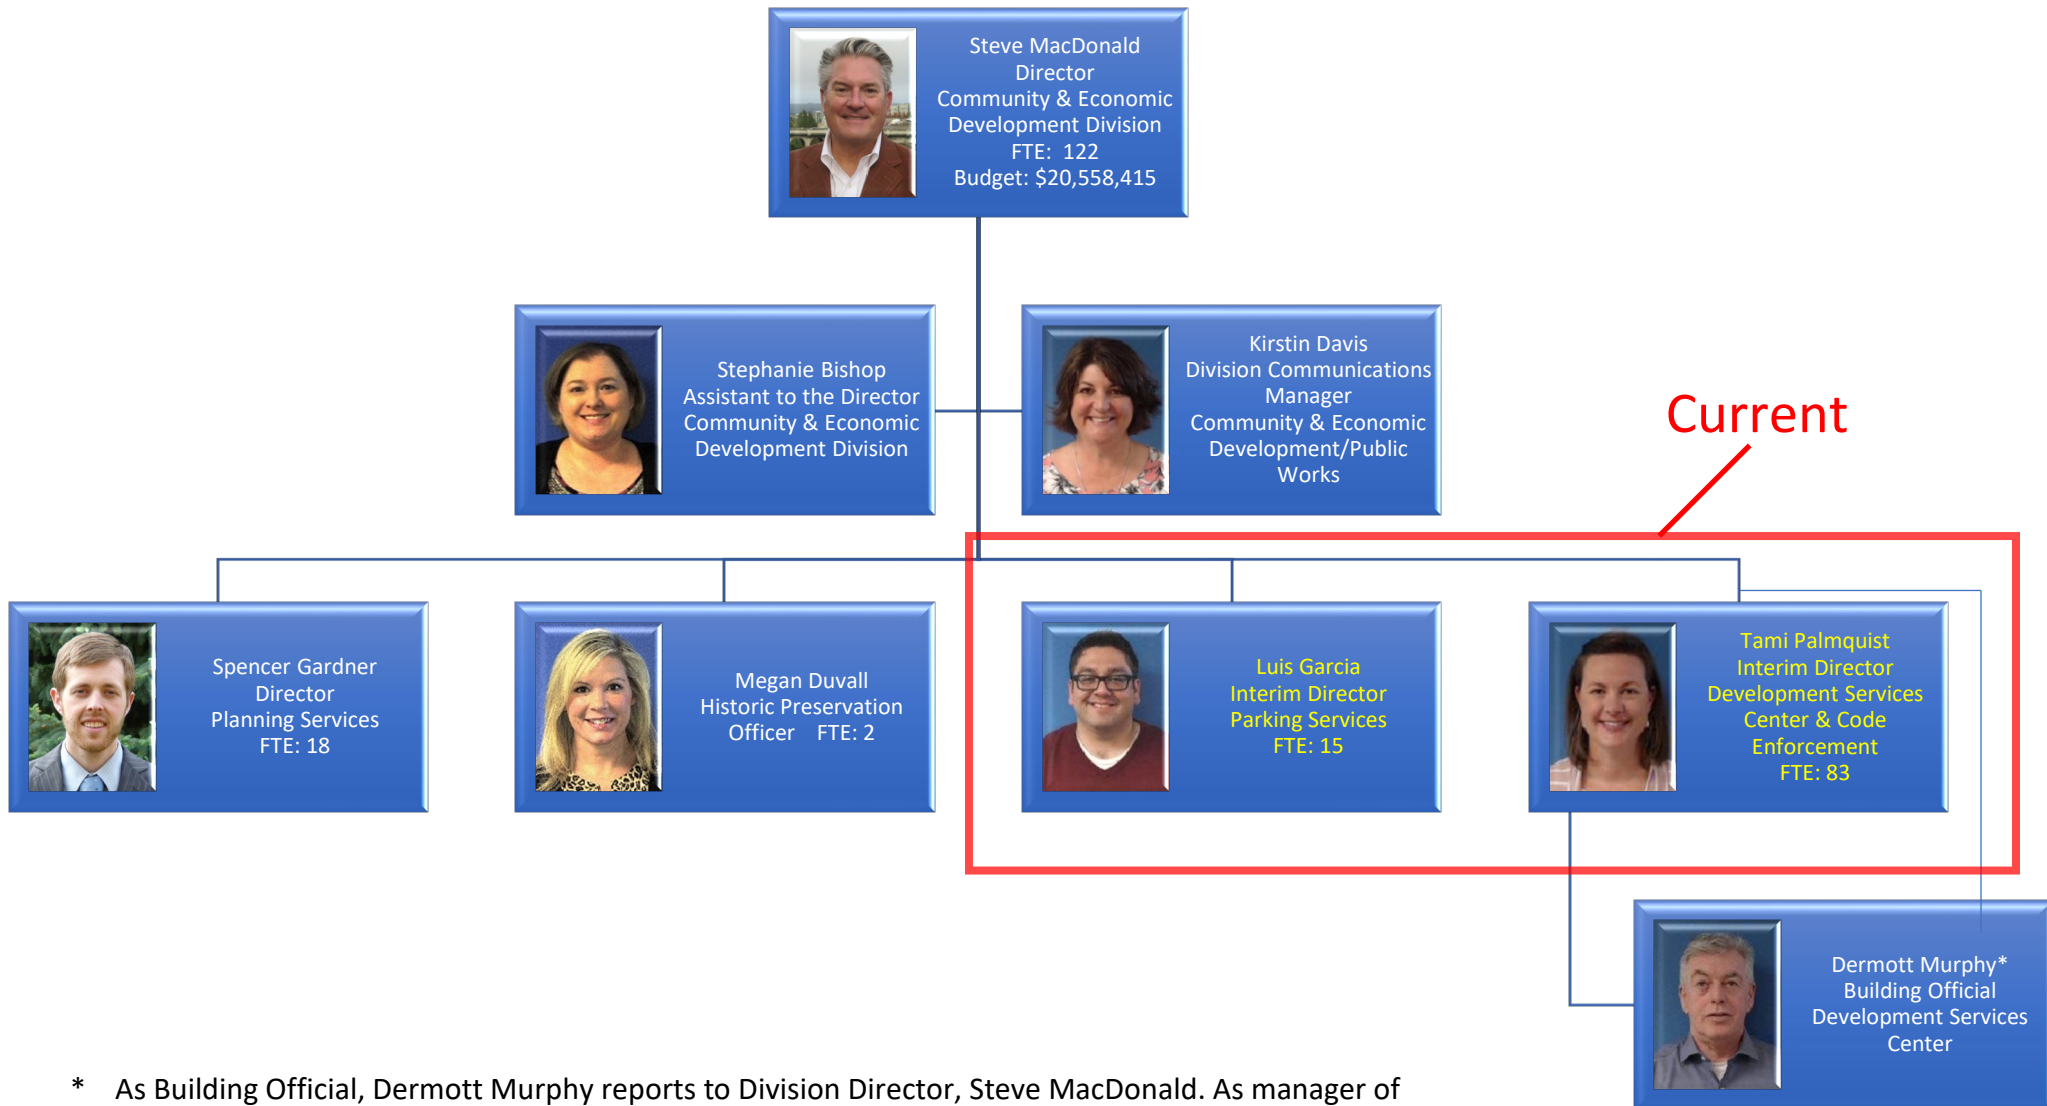 Steve MacDonald
Director
Community & Economic
Development Division
FTE: 122
Budget: $20,558,415
Stephanie Bishop
Assistant to the Director
Community & Economic
Development Division
Kirstin Davis
Division Communications
Manager
Community & Economic
Development/Public
Works
Current
Spencer Gardner
Director
Planning Services
FTE: 18
Megan Duvall
Historic Preservation
Officer FTE: 2
Luis Garcia
Interim Director
Parking Services
FTE: 15
Tami Palmquist
Interim Director
Development Services
Center & Code
Enforcement
FTE: 83
Dermott Murphy*
Building Official
Development Services
Center
* As Building Official, Dermott Murphy reports to Division Director, Steve MacDonald. As manager of